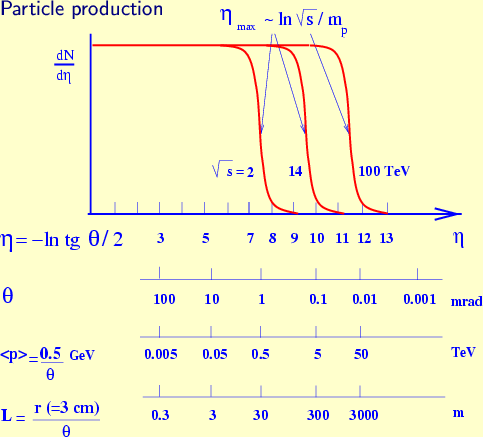 Particle production
η max ~ ln √s / m p
dN
dη
√s = 2 14 100 TeV
η = −ln tg θ/2 3 5 7 8 9 10 11 12 13 η
θ 100 10 1 0.1 0.01 0.001 mrad
<p> = 0.5 GeV 0.005 0.05 0.5 5 50 TeV
θ
L = r (=3 cm) 0.3 3 30 300 3000 m
θ